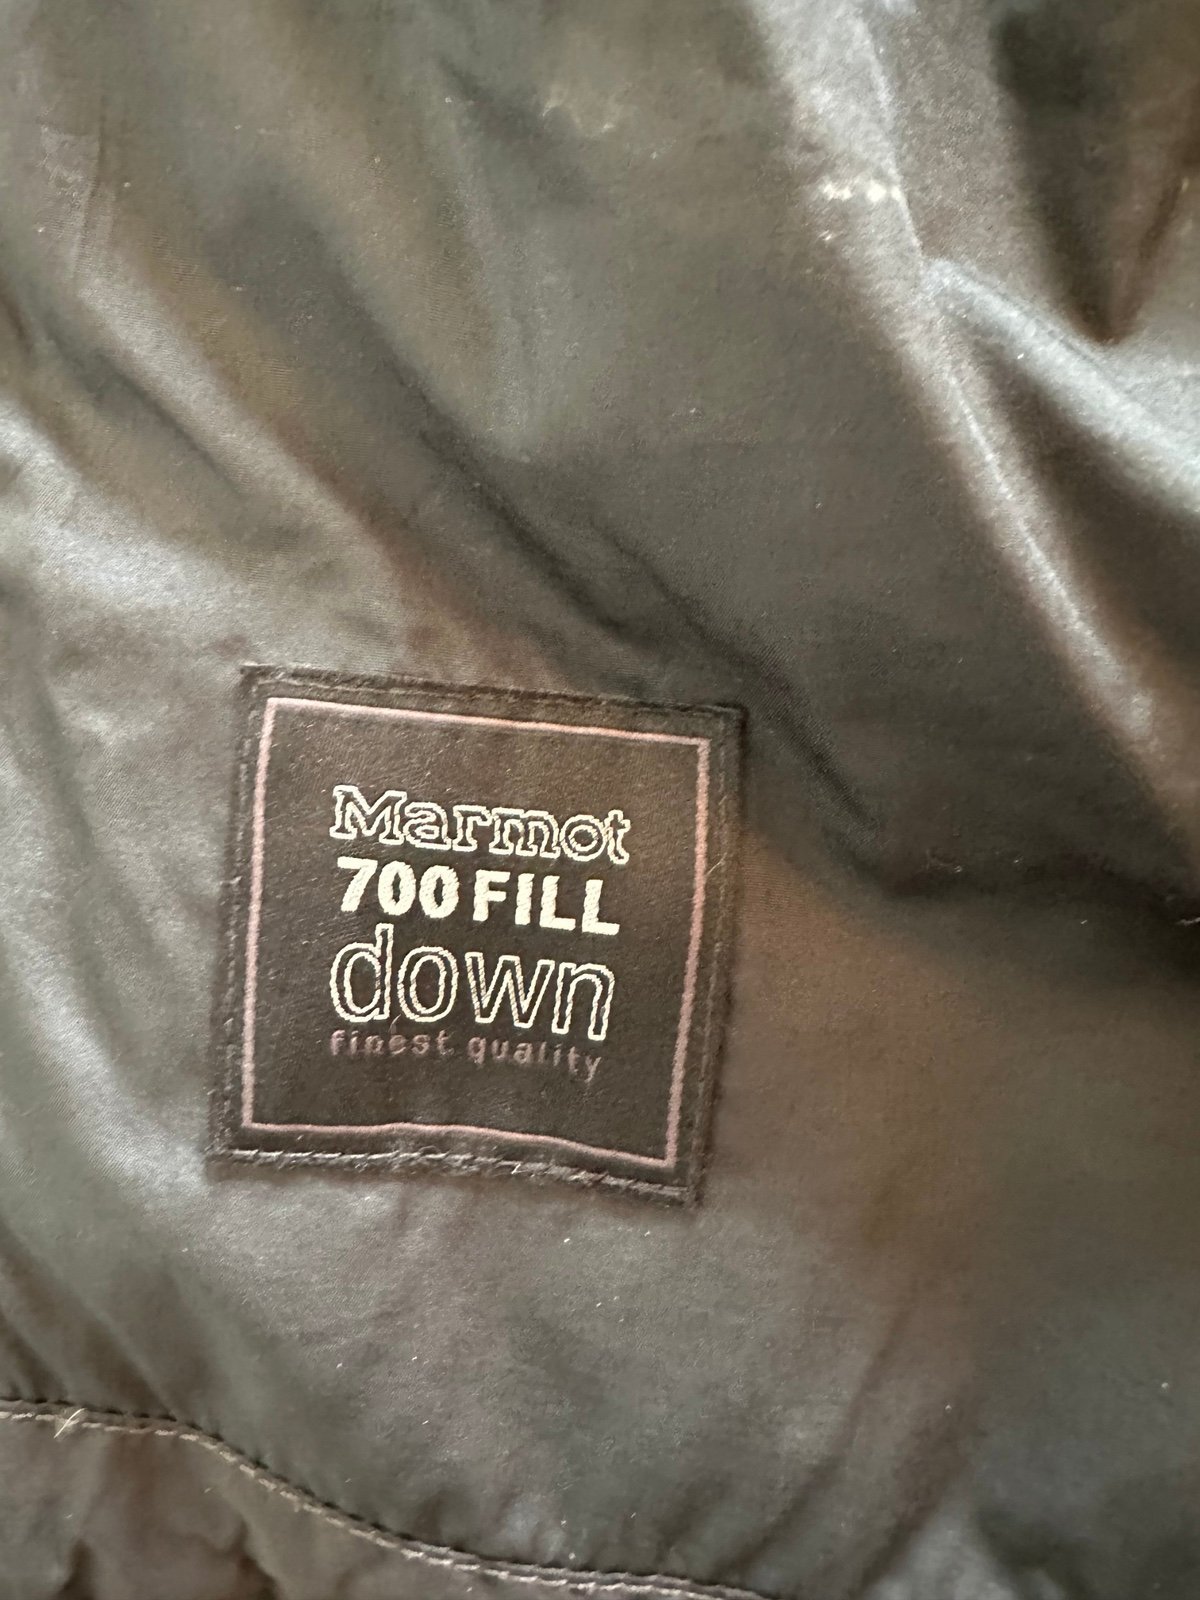 Marmot
700 FILL
down
finest quality